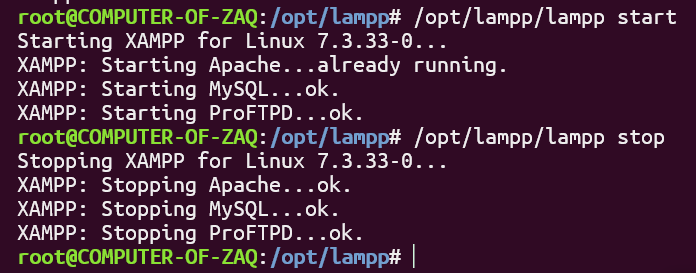 root@COMPUTER-OF-ZAQ:/opt/lampp# /opt/lampp/lampp start
Starting XAMPP for Linux 7.3.33-0...
XAMPP: Starting Apache...already running.
XAMPP: Starting MySQL...ok.
XAMPP: Starting ProFTPD...ok.
root@COMPUTER-OF-ZAQ:/opt/lampp# /opt/lampp/lampp stop
Stopping XAMPP for Linux 7.3.33-0...
XAMPP: Stopping Apache...ok.
XAMPP: Stopping MySQL...ok.
XAMPP: Stopping ProFTPD...ok.
root@COMPUTER-OF-ZAQ:/opt/lampp#